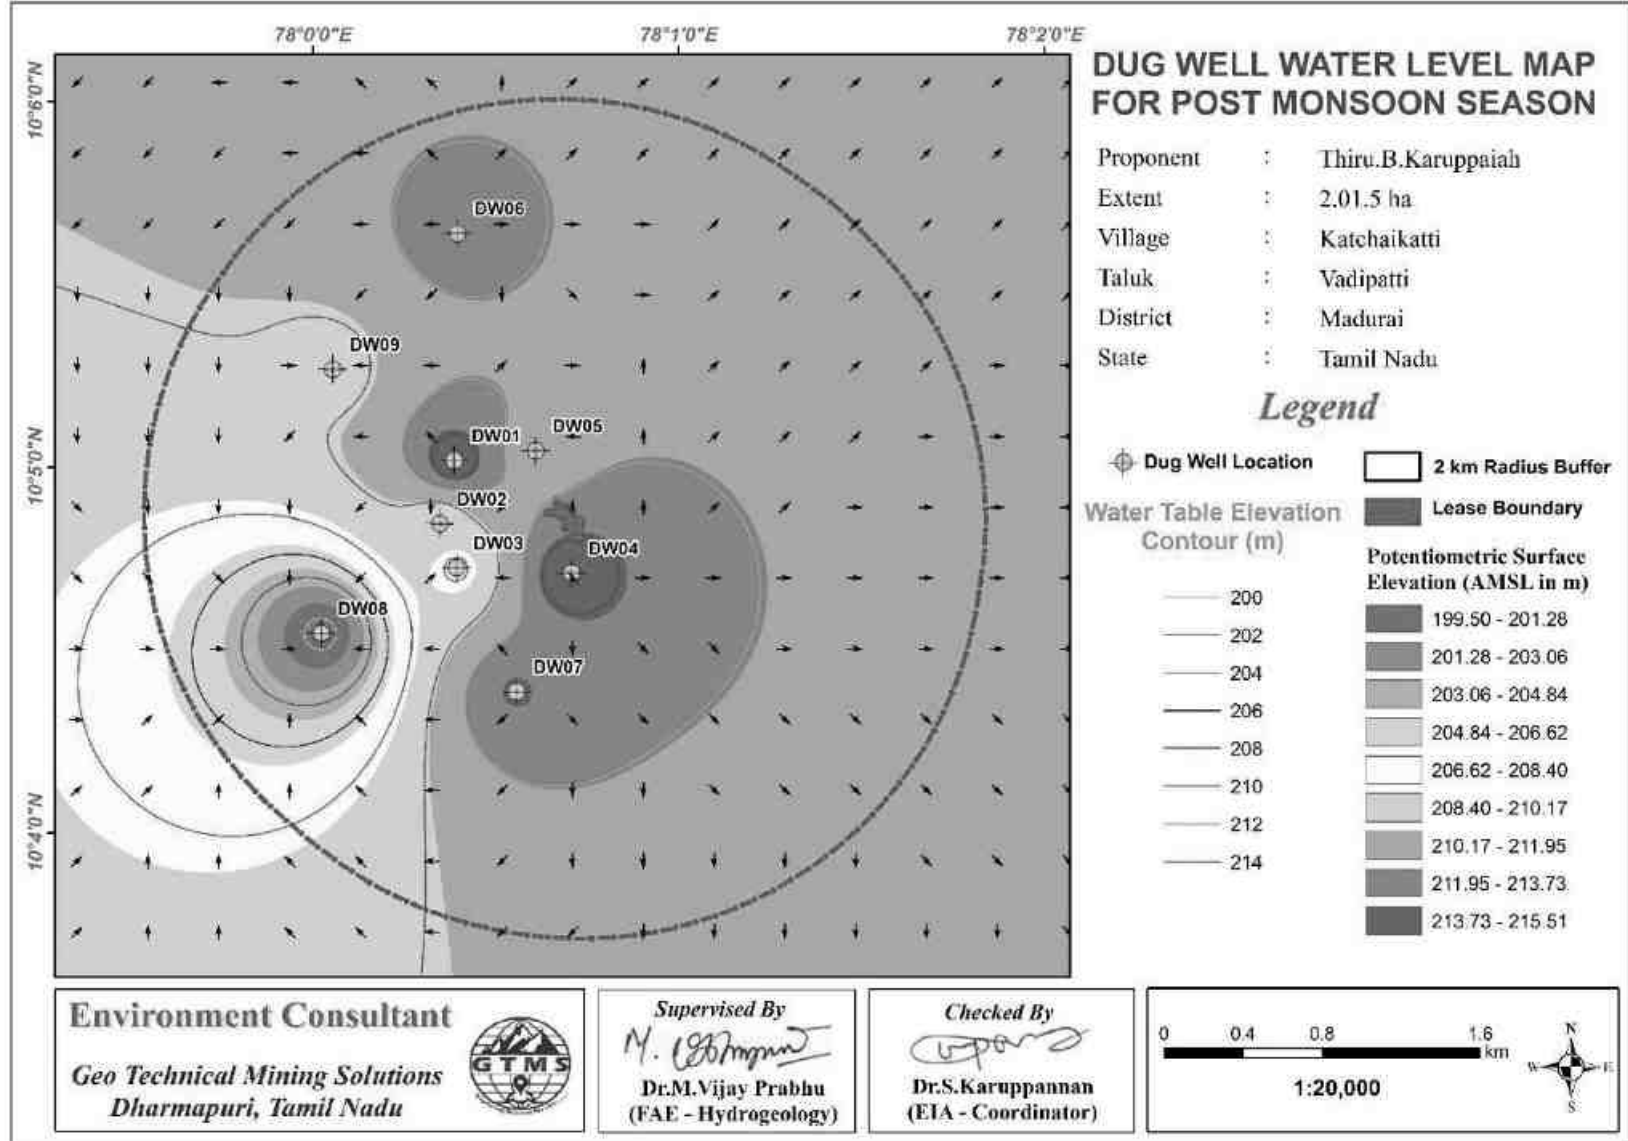 78°0'0"E
78°1'0"E
78°2'0"E
10°6'0"N
10°5'0"N
10°4'0"N
DW06
DW09
DW01
DW05
DW02
DW03
DW04
DW08
DW07
DUG WELL WATER LEVEL MAP
FOR POST MONSOON SEASON
Proponent : Thiru.B.Karuppaiah
Extent : 2.01.5 ha
Village : Katchaikatti
Taluk : Vadipatti
District : Madurai
State : Tamil Nadu
Legend
Dug Well Location
2 km Radius Buffer
Lease Boundary
Water Table Elevation
Contour (m)
200
202
204
206
208
210
212
214
Potentiometric Surface
Elevation (AMSL in m)
199.50 - 201.28
201.28 - 203.06
203.06 - 204.84
204.84 - 206.62
206.62 - 208.40
208.40 - 210.17
210.17 - 211.95
211.95 - 213.73
213.73 - 215.51
Environment Consultant
Geo Technical Mining Solutions
Dharmapuri, Tamil Nadu
GTMS
Supervised By
Dr.M.Vijay Prabhu
(FAE - Hydrogeology)
Checked By
Dr.S.Karuppannan
(EIA - Coordinator)
0 0.4 0.8 1.6
km
1:20,000
N
W E
S